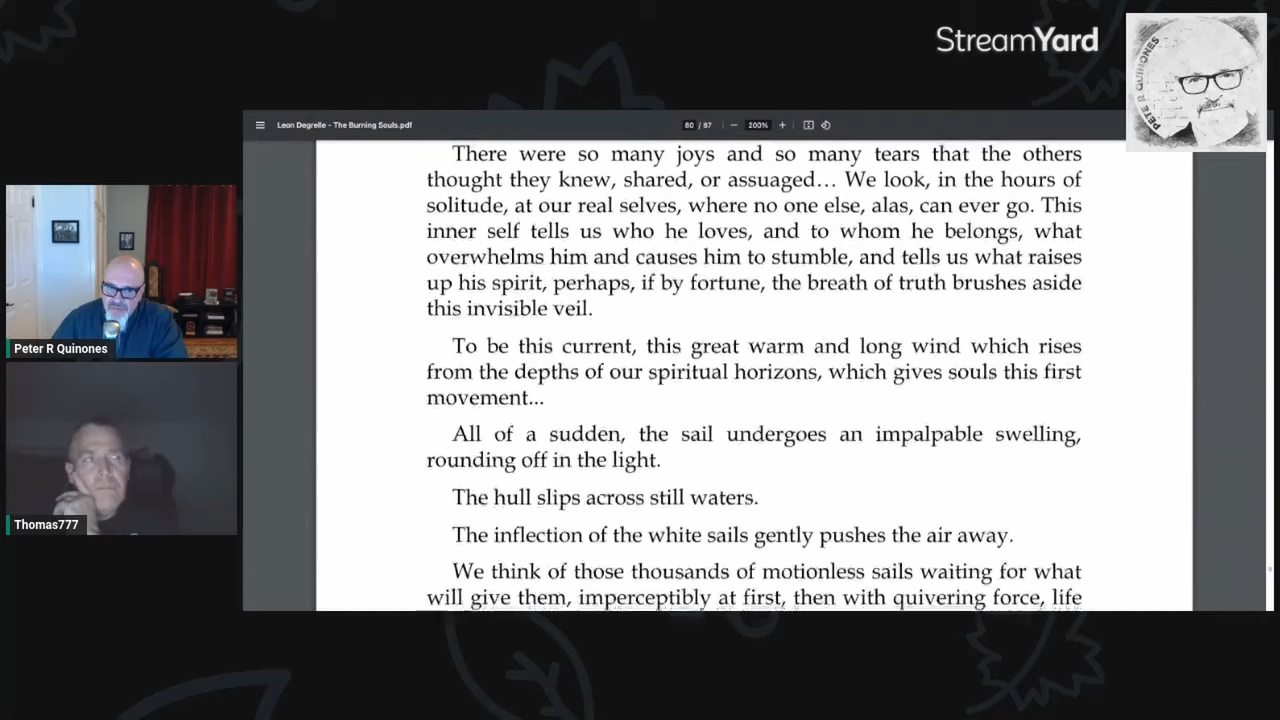 StreamYard
PETE R QUINONES
Leon Degrelle - The Burning Souls.pdf
80 / 87
200%
There were so many joys and so many tears that the others
thought they knew, shared, or assuaged... We look, in the hours of
solitude, at our real selves, where no one else, alas, can ever go. This
inner self tells us who he loves, and to whom he belongs, what
overwhelms him and causes him to stumble, and tells us what raises
up his spirit, perhaps, if by fortune, the breath of truth brushes aside
this invisible veil.
To be this current, this great warm and long wind which rises
from the depths of our spiritual horizons, which gives souls this first
movement...
All of a sudden, the sail undergoes an impalpable swelling,
rounding off in the light.
The hull slips across still waters.
The inflection of the white sails gently pushes the air away.
We think of those thousands of motionless sails waiting for what
will give them, imperceptibly at first, then with quivering force, life
Peter R Quinones
Thomas777